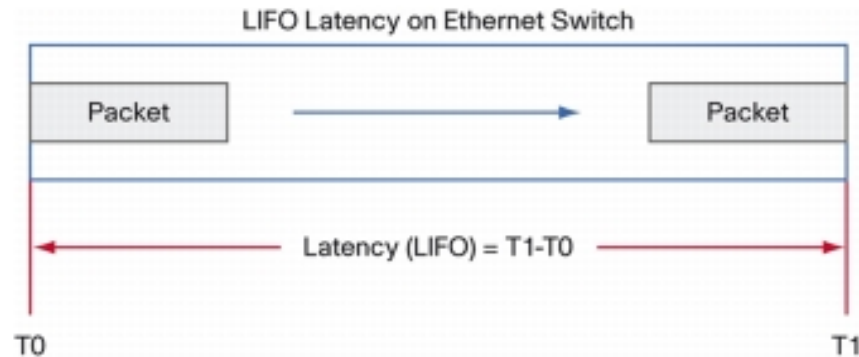 LIFO Latency on Ethernet Switch
Packet Packet
Latency (LIFO) = T1-T0
T0 T1